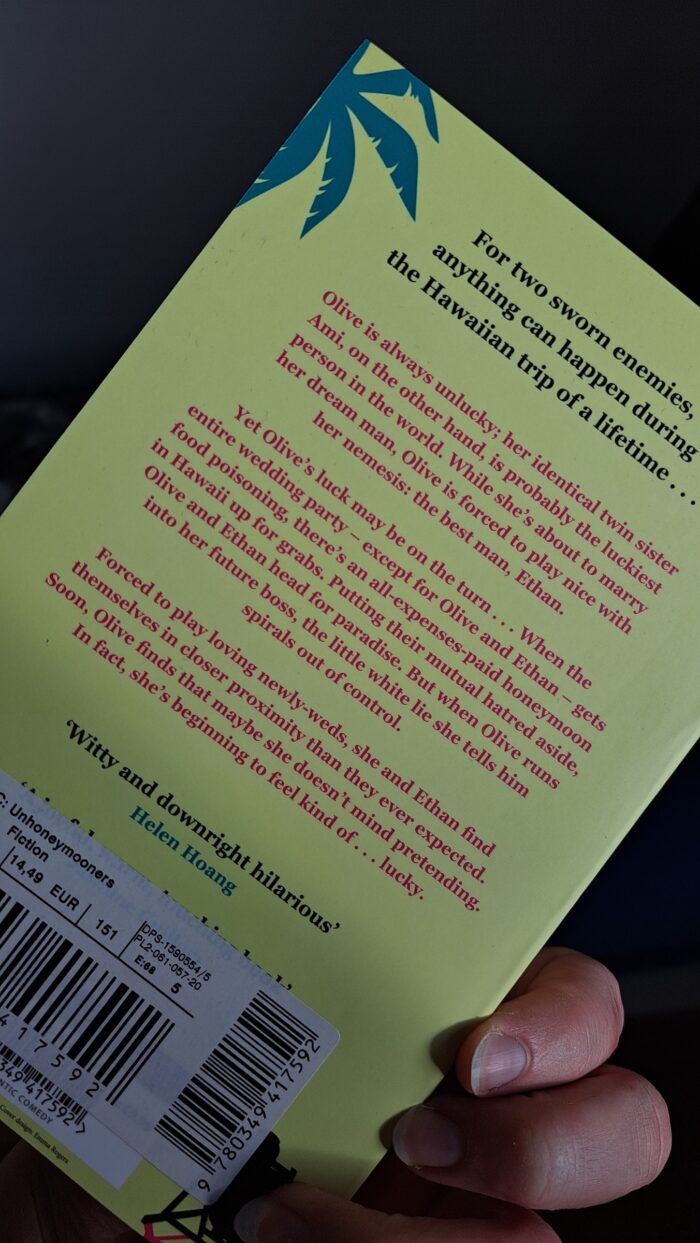 For two sworn enemies,
anything can happen during
the Hawaiian trip of a lifetime . . .
Olive is always unlucky; her identical twin sister
Ami, on the other hand, is probably the luckiest
person in the world. While she's about to marry
her dream man, Olive is forced to play nice with
her nemesis: the best man, Ethan.
Yet Olive's luck may be on the turn . . . When the
entire wedding party – except for Olive and Ethan – gets
food poisoning, there's an all-expenses-paid honeymoon
in Hawaii up for grabs. Putting their mutual hatred aside,
Olive and Ethan head for paradise. But when Olive runs
into her future boss, the little white lie she tells him
spirals out of control.
Forced to play loving newly-weds, she and Ethan find
themselves in closer proximity than they ever expected.
Soon, Olive finds that maybe she doesn't mind pretending.
In fact, she's beginning to feel kind of . . . lucky.
'Witty and downright hilarious'
Helen Hoang
C: Unhoneymooners
Fiction
14,49 EUR 151
DPS-1590554/5
PL2-061-057-20
E:68 5
417592
349 417592 >
9 780349 417592
COMEDY
Cover design: Emma Rogers